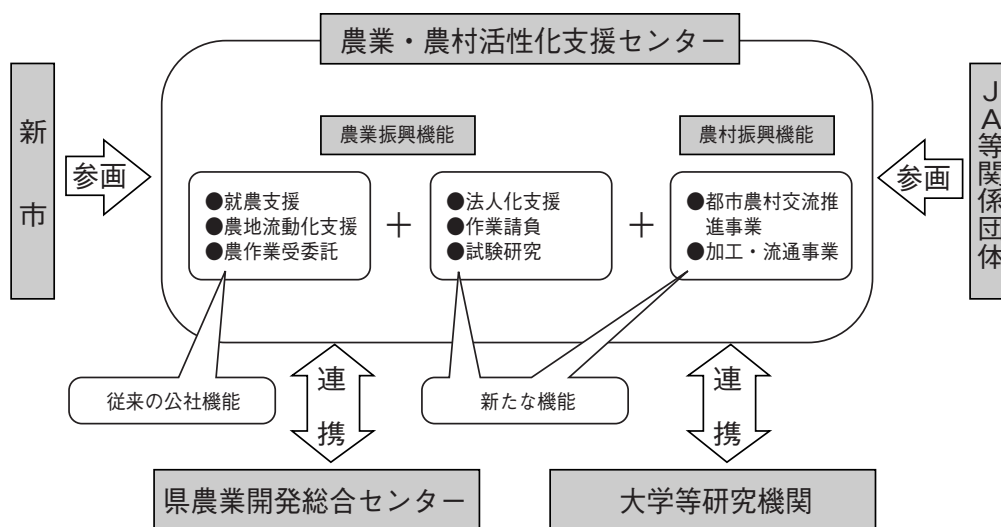 農業・農村活性化支援センター
新市
参画
農業振興機能
農村振興機能
●就農支援
●農地流動化支援
●農作業受委託
＋
●法人化支援
●作業請負
●試験研究
＋
●都市農村交流推
進事業
●加工・流通事業
参画
ＪＡ等関係団体
従来の公社機能
新たな機能
連携
連携
県農業開発総合センター
大学等研究機関